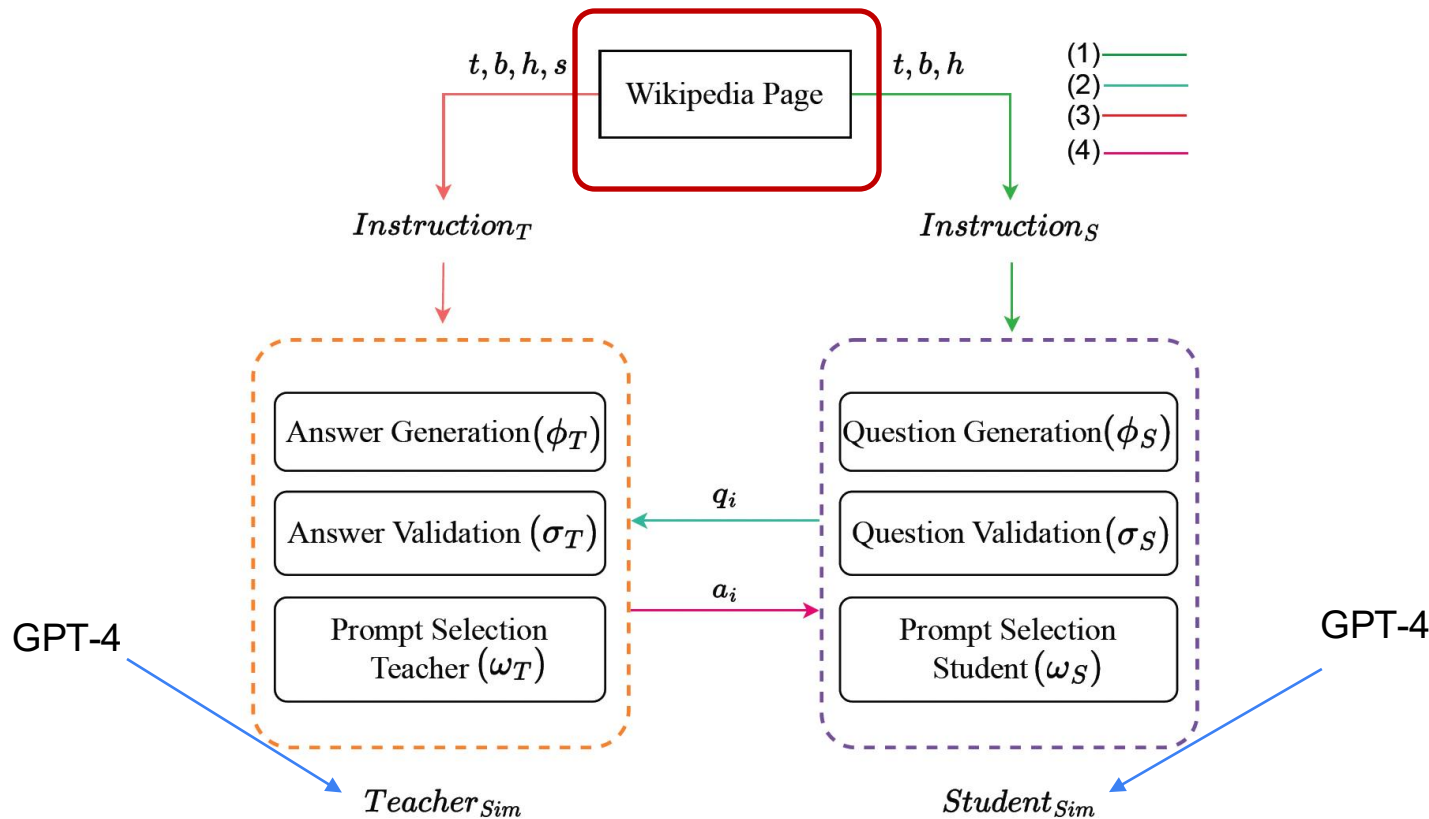 t, b, h, s
Wikipedia Page
t, b, h
(1)
(2)
(3)
(4)
Instruction_T
Instruction_S
Answer Generation(ϕ_T)
Answer Validation (σ_T)
Prompt Selection
Teacher (ω_T)
q_i
a_i
Question Generation(ϕ_S)
Question Validation(σ_S)
Prompt Selection
Student(ω_S)
GPT-4
GPT-4
Teacher_Sim
Student_Sim